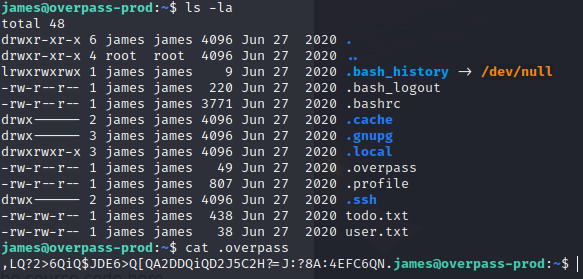 james@overpass-prod:~$ ls -la
total 48
drwxr-xr-x 6 james james 4096 Jun 27  2020 .
drwxr-xr-x 4 root  root  4096 Jun 27  2020 ..
lrwxrwxrwx 1 james james    9 Jun 27  2020 .bash_history → /dev/null
-rw-r--r-- 1 james james  220 Jun 27  2020 .bash_logout
-rw-r--r-- 1 james james 3771 Jun 27  2020 .bashrc
drwx------ 2 james james 4096 Jun 27  2020 .cache
drwx------ 3 james james 4096 Jun 27  2020 .gnupg
drwxrwxr-x 3 james james 4096 Jun 27  2020 .local
-rw-r--r-- 1 james james   49 Jun 27  2020 .overpass
-rw-r--r-- 1 james james  807 Jun 27  2020 .profile
drwx------ 2 james james 4096 Jun 27  2020 .ssh
-rw-rw-r-- 1 james james  438 Jun 27  2020 todo.txt
-rw-rw-r-- 1 james james   38 Jun 27  2020 user.txt
james@overpass-prod:~$ cat .overpass
,LQ?2>6QiQ$JDE6>Q[QA2DDQiQD2J5C2H?=J:?8A:4EFC6QN.james@overpass-prod:~$